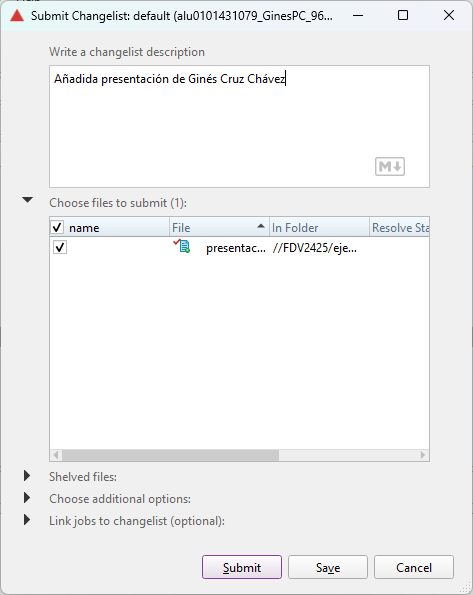 Submit Changelist: default (alu0101431079_GinesPC_96...
Write a changelist description
Añadida presentación de Ginés Cruz Chávez
M
Choose files to submit (1):
name File In Folder Resolve Sta
presentac... //FDV2425/eje...
Shelved files:
Choose additional options:
Link jobs to changelist (optional):
Submit Save Cancel